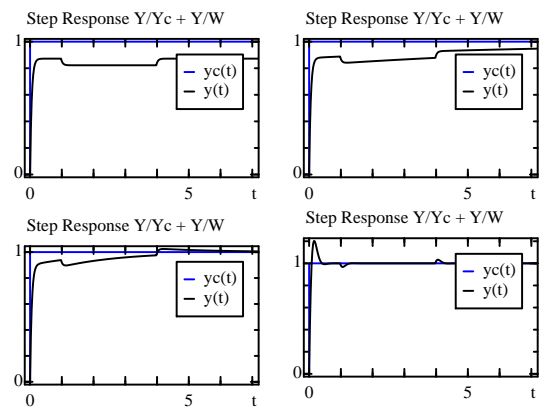 Step Response Y/Yc + Y/W
1
yc(t)
y(t)
0
0
5
t
Step Response Y/Yc + Y/W
1
yc(t)
y(t)
0
0
5
t
Step Response Y/Yc + Y/W
1
yc(t)
y(t)
0
0
5
t
Step Response Y/Yc + Y/W
1
yc(t)
y(t)
0
0
5
t